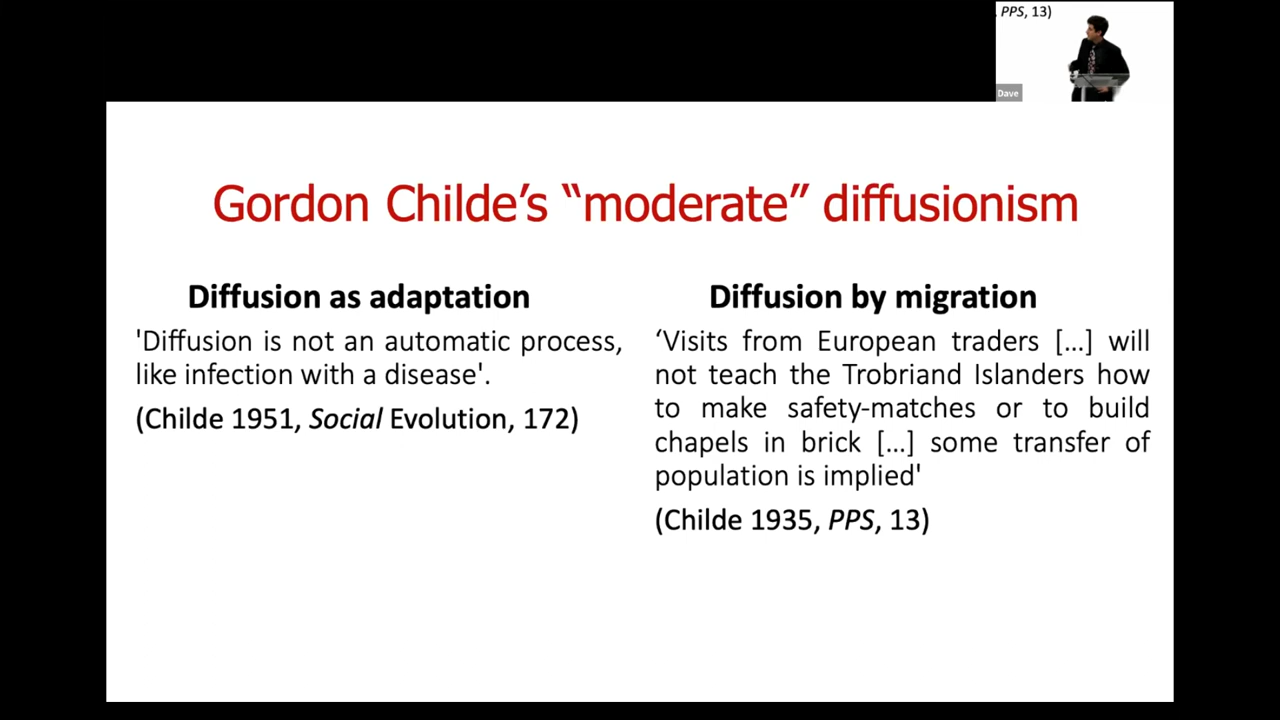 , PPS, 13)
Dave
Gordon Childe’s “moderate” diffusionism
Diffusion as adaptation
'Diffusion is not an automatic process,
like infection with a disease'.
(Childe 1951, Social Evolution, 172)
Diffusion by migration
‘Visits from European traders [...] will
not teach the Trobriand Islanders how
to make safety-matches or to build
chapels in brick [...] some transfer of
population is implied'
(Childe 1935, PPS, 13)